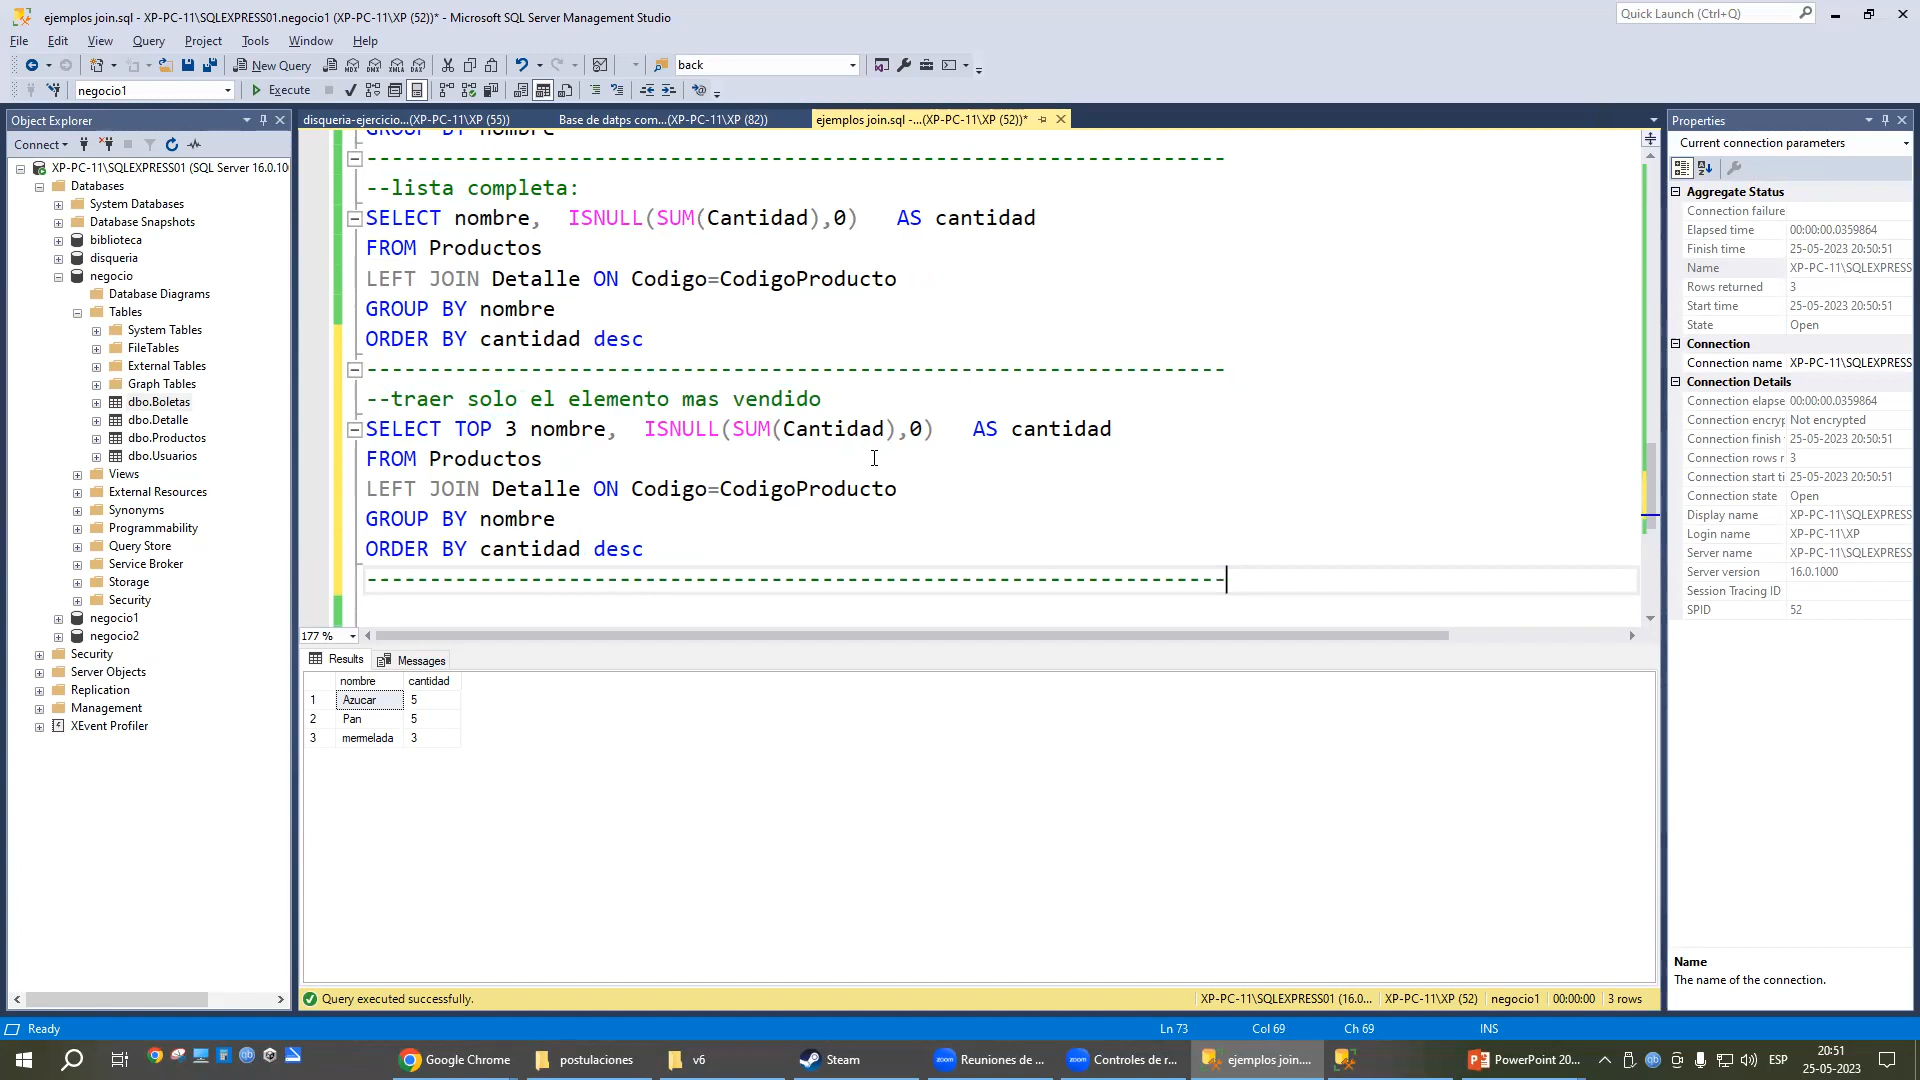 ejemplos join.sql - XP-PC-11\SQLEXPRESS01.negocio1 (XP-PC-11\XP (52))* - Microsoft SQL Server Management Studio
Quick Launch (Ctrl+Q)
File Edit View Query Project Tools Window Help
New Query
back
negocio1
Execute
Object Explorer
disqueria-ejercicio...(XP-PC-11\XP (55))
Base de datps com...(XP-PC-11\XP (82))
ejemplos join.sql -...(XP-PC-11\XP (52))*
Connect
XP-PC-11\SQLEXPRESS01 (SQL Server 16.0.10
Databases
System Databases
Database Snapshots
biblioteca
disqueria
negocio
Database Diagrams
Tables
System Tables
FileTables
External Tables
Graph Tables
dbo.Boletas
dbo.Detalle
dbo.Productos
dbo.Usuarios
Views
External Resources
Synonyms
Programmability
Query Store
Service Broker
Storage
Security
negocio1
negocio2
Security
Server Objects
Replication
Management
XEvent Profiler
GROUP BY nombre
--------------------------------------------------------------------
--lista completa:
SELECT nombre,  ISNULL(SUM(Cantidad),0)   AS cantidad
FROM Productos
LEFT JOIN Detalle ON Codigo=CodigoProducto
GROUP BY nombre
ORDER BY cantidad desc
--------------------------------------------------------------------
--traer solo el elemento mas vendido
SELECT TOP 3 nombre,  ISNULL(SUM(Cantidad),0)   AS cantidad
FROM Productos
LEFT JOIN Detalle ON Codigo=CodigoProducto
GROUP BY nombre
ORDER BY cantidad desc
--------------------------------------------------------------------
177 %
Results Messages
nombre cantidad
1 Azucar 5
2 Pan 5
3 mermelada 3
Query executed successfully.
XP-PC-11\SQLEXPRESS01 (16.0... XP-PC-11\XP (52) negocio1 00:00:00 3 rows
Properties
Current connection parameters
Aggregate Status
Connection failure
Elapsed time 00:00:00.0359864
Finish time 25-05-2023 20:50:51
Name XP-PC-11\SQLEXPRESS
Rows returned 3
Start time 25-05-2023 20:50:51
State Open
Connection
Connection name XP-PC-11\SQLEXPRESS
Connection Details
Connection elapse 00:00:00.0359864
Connection encryp Not encrypted
Connection finish 25-05-2023 20:50:51
Connection rows r 3
Connection start ti 25-05-2023 20:50:51
Connection state Open
Display name XP-PC-11\SQLEXPRESS
Login name XP-PC-11\XP
Server name XP-PC-11\SQLEXPRESS
Server version 16.0.1000
Session Tracing ID
SPID 52
Name
The name of the connection.
Ready
Ln 73 Col 69 Ch 69 INS
Google Chrome
postulaciones
v6
Steam
zoom Reuniones de ...
zoom Controles de r...
ejemplos join....
PowerPoint 20...
ESP
20:51
25-05-2023